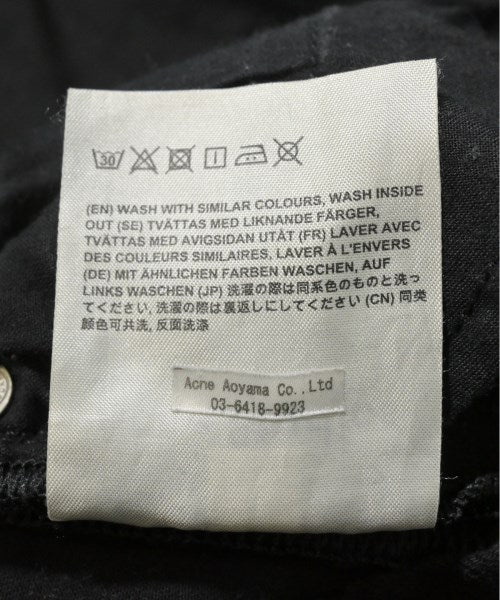 30
(EN) WASH WITH SIMILAR COLOURS, WASH INSIDE
OUT (SE) TVÄTTAS MED LIKNANDE FÄRGER,
TVÄTTAS MED AVIGSIDAN UTÅT (FR) LAVER AVEC
DES COULEURS SIMILAIRES, LAVER À L'ENVERS
(DE) MIT ÄHNLICHEN FARBEN WASCHEN, AUF
LINKS WASCHEN (JP) 洗濯の際は同系色のものと洗っ
てください, 洗濯の際は裏返しにしてください (CN) 同类
颜色可共洗, 反面洗涤
Acne Aoyama Co.,Ltd
03-6418-9923